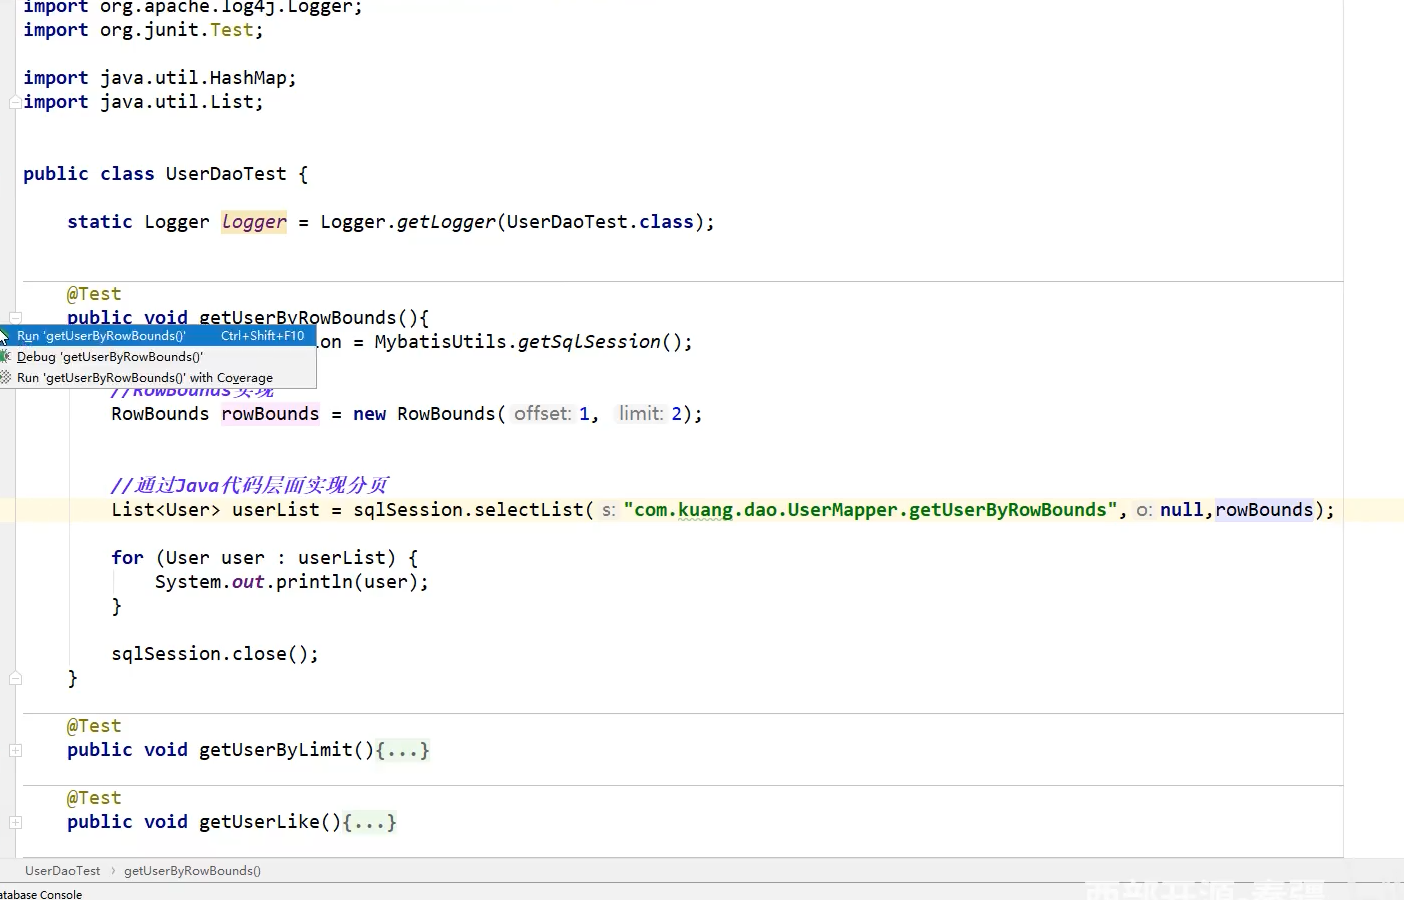 import org.apache.log4j.Logger;
import org.junit.Test;
import java.util.HashMap;
import java.util.List;
public class UserDaoTest {
static Logger logger = Logger.getLogger(UserDaoTest.class);
@Test
public void getUserByRowBounds(){
Run 'getUserByRowBounds()' Ctrl+Shift+F10
on = MybatisUtils.getSqlSession();
Debug 'getUserByRowBounds()'
Run 'getUserByRowBounds()' with Coverage
//RowBounds实现
RowBounds rowBounds = new RowBounds( offset: 1, limit: 2);
//通过Java代码层面实现分页
List<User> userList = sqlSession.selectList( s: "com.kuang.dao.UserMapper.getUserByRowBounds", o: null,rowBounds);
for (User user : userList) {
System.out.println(user);
}
sqlSession.close();
}
@Test
public void getUserByLimit(){...}
@Test
public void getUserLike(){...}
UserDaoTest › getUserByRowBounds()
atabase Console